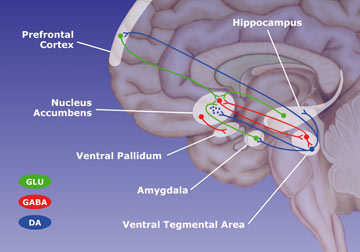 Hippocampus
Prefrontal
Cortex
Nucleus
Accumbens
Ventral Pallidum
Amygdala
Ventral Tegmental Area
GLU
GABA
DA